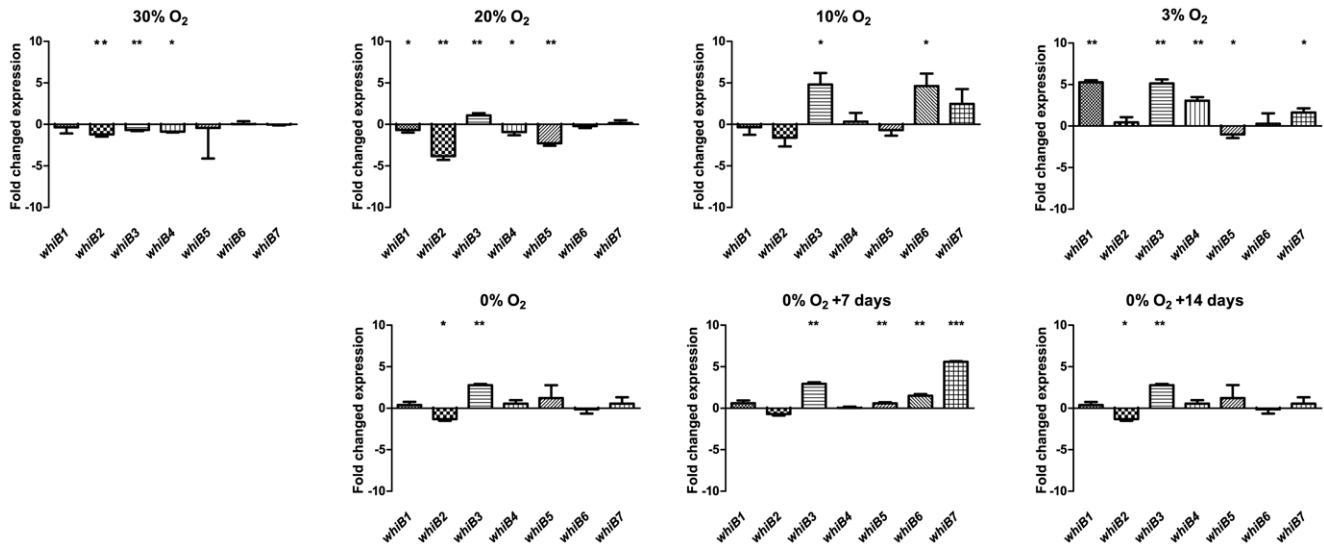 30% O₂
** ** *
Fold changed expression
10
5
0
-5
-10
whiB1 whiB2 whiB3 whiB4 whiB5 whiB6 whiB7
20% O₂
* ** ** * **
Fold changed expression
10
5
0
-5
-10
whiB1 whiB2 whiB3 whiB4 whiB5 whiB6 whiB7
10% O₂
* *
Fold changed expression
10
5
0
-5
-10
whiB1 whiB2 whiB3 whiB4 whiB5 whiB6 whiB7
3% O₂
** ** ** * *
Fold changed expression
10
5
0
-5
-10
whiB1 whiB2 whiB3 whiB4 whiB5 whiB6 whiB7
0% O₂
* **
Fold changed expression
10
5
0
-5
-10
whiB1 whiB2 whiB3 whiB4 whiB5 whiB6 whiB7
0% O₂ +7 days
** ** ** ***
Fold changed expression
10
5
0
-5
-10
whiB1 whiB2 whiB3 whiB4 whiB5 whiB6 whiB7
0% O₂ +14 days
* **
Fold changed expression
10
5
0
-5
-10
whiB1 whiB2 whiB3 whiB4 whiB5 whiB6 whiB7